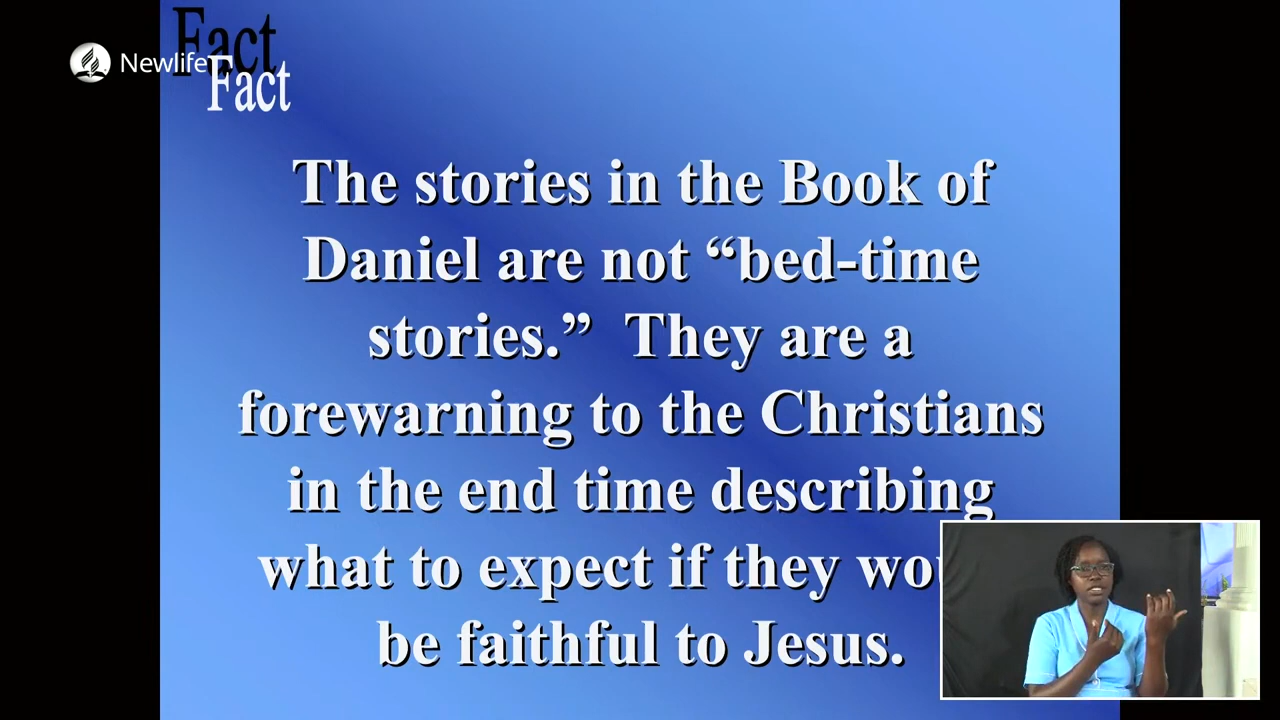 Fact
Newlife
Fact
The stories in the Book of
Daniel are not “bed-time
stories.” They are a
forewarning to the Christians
in the end time describing
what to expect if they
be faithful to Jesus.